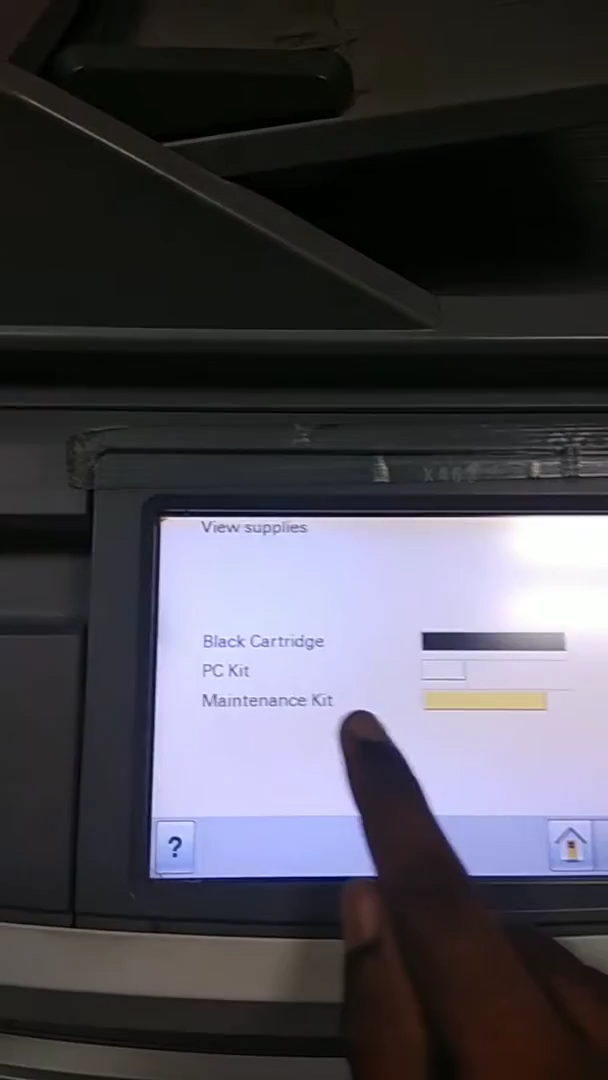 View supplies
Black Cartridge
PC Kit
Maintenance Kit
?